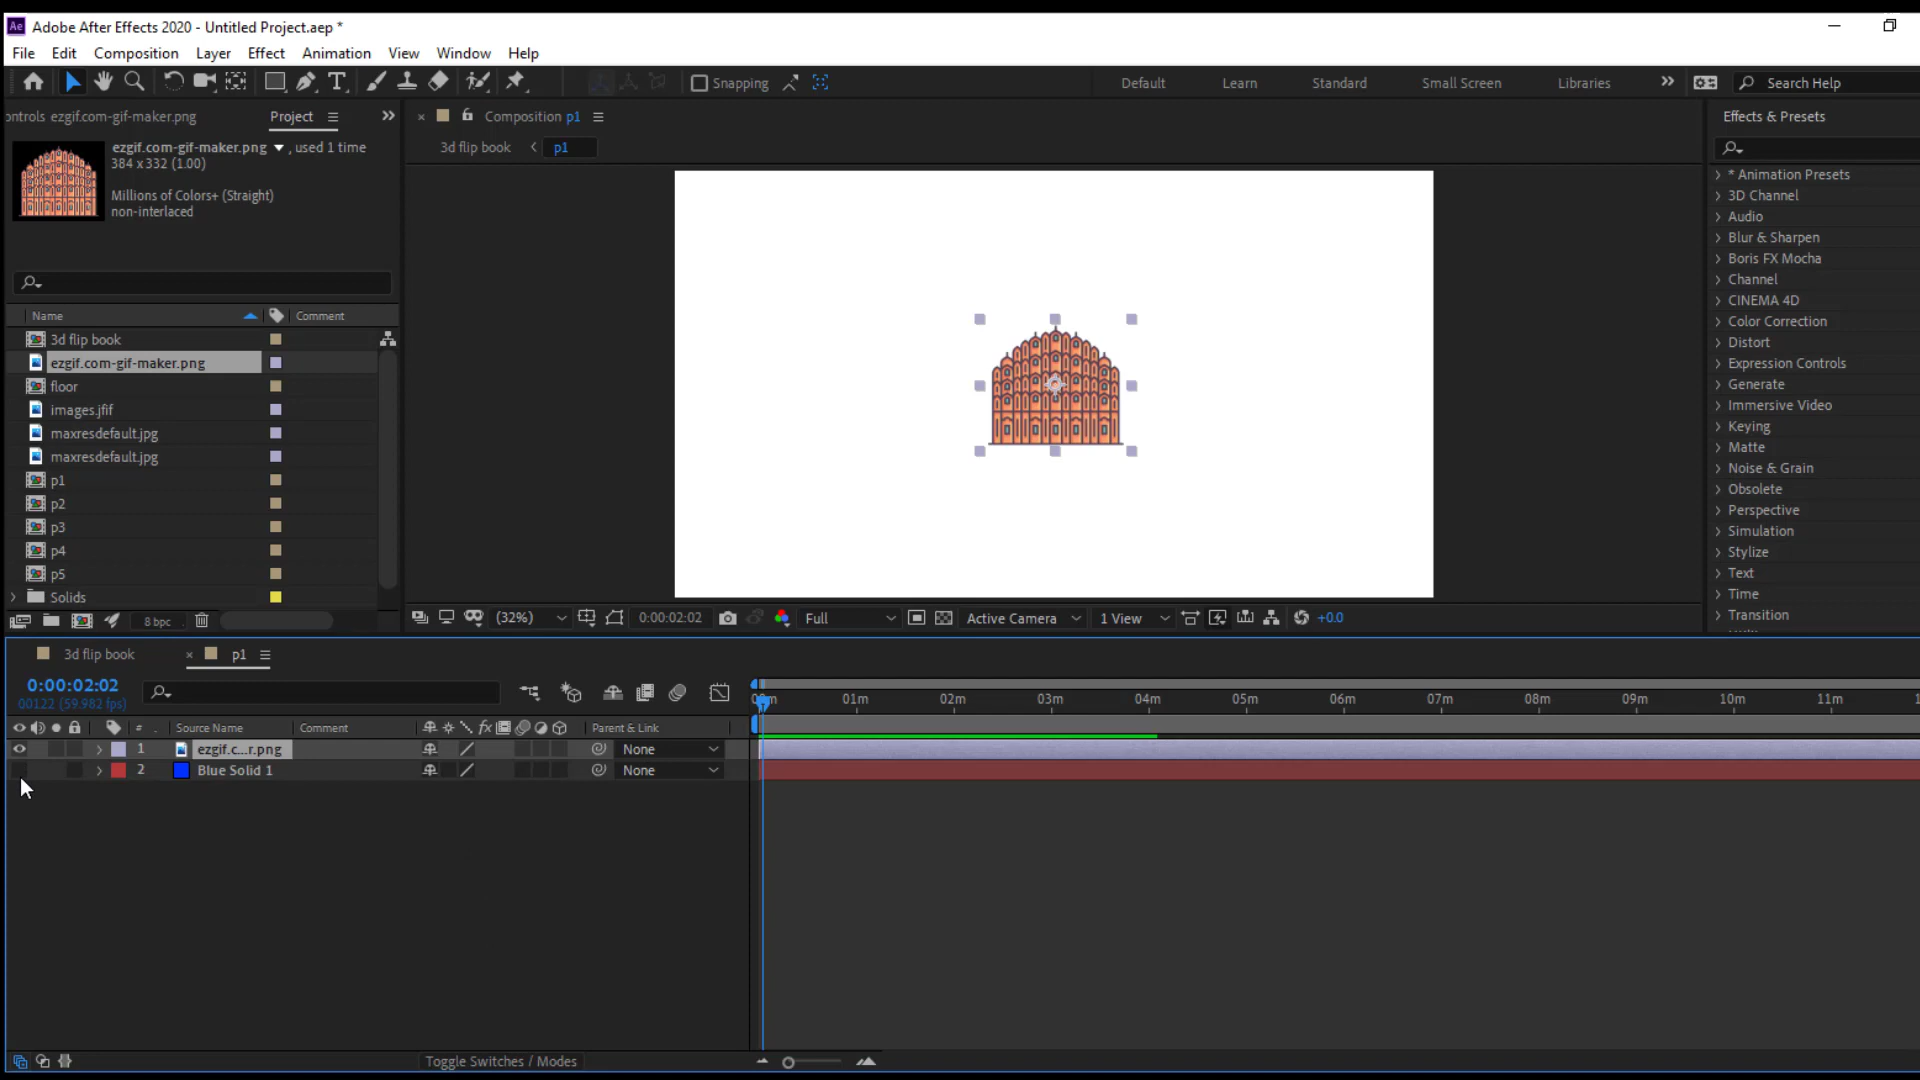 Ae Adobe After Effects 2020 - Untitled Project.aep *
File Edit Composition Layer Effect Animation View Window Help
Snapping Default Learn Standard Small Screen Libraries Search Help
ontrols ezgif.com-gif-maker.png Project Composition p1 Effects & Presets
ezgif.com-gif-maker.png , used 1 time
384 x 332 (1.00)
Millions of Colors+ (Straight)
non-interlaced
3d flip book p1
Name Comment
3d flip book
ezgif.com-gif-maker.png
floor
images.jfif
maxresdefault.jpg
maxresdefault.jpg
p1
p2
p3
p4
p5
Solids
8 bpc
* Animation Presets
3D Channel
Audio
Blur & Sharpen
Boris FX Mocha
Channel
CINEMA 4D
Color Correction
Distort
Expression Controls
Generate
Immersive Video
Keying
Matte
Noise & Grain
Obsolete
Perspective
Simulation
Stylize
Text
Time
Transition
(32%) 0:00:02:02 Full Active Camera 1 View +0.0
3d flip book p1
0:00:02:02
00122 (59.982 fps)
01m 02m 03m 04m 05m 06m 07m 08m 09m 10m 11m
# . Source Name Comment fx Parent & Link
1 ezgif.c...r.png None
2 Blue Solid 1 None
Toggle Switches / Modes